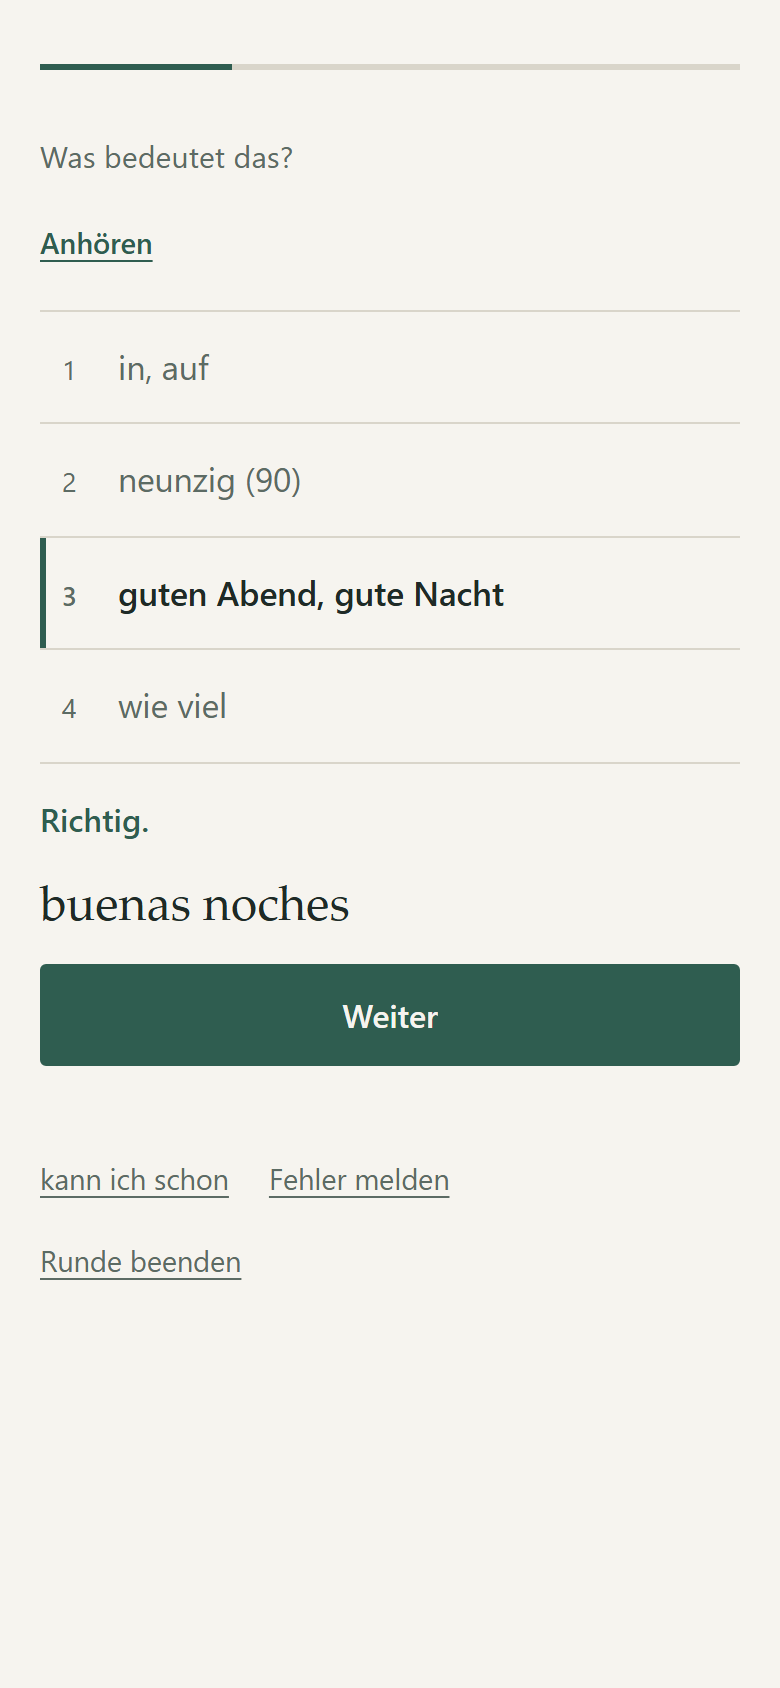 Was bedeutet das?
Anhören
1 in, auf
2 neunzig (90)
3 guten Abend, gute Nacht
4 wie viel
Richtig.
buenas noches
Weiter
kann ich schon Fehler melden
Runde beenden